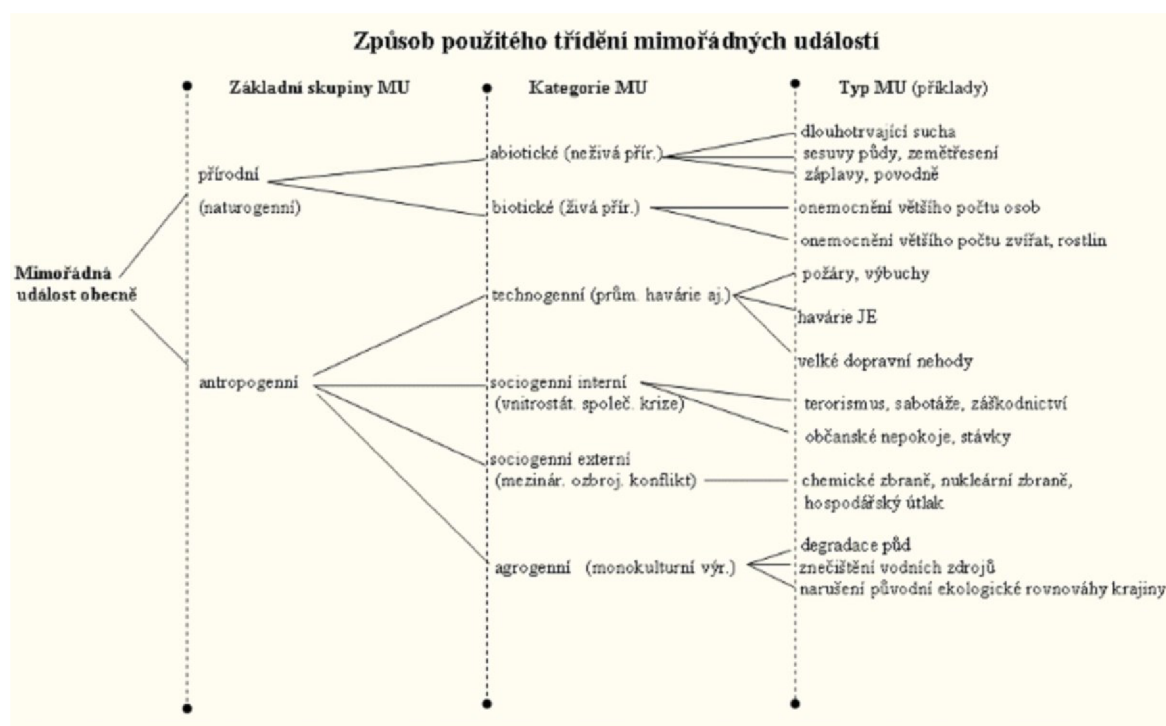 Způsob použitého třídění mimořádných událostí
Základní skupiny MU
Kategorie MU
Typ MU (příklady)
Mimořádná
událost obecně
přírodní
(naturogenní)
antropogenní
abiotické (neživá přír.)
biotické (živá přír.)
technogenní (prům. havárie aj.)
sociogenní interní
(vnitrostát. společ. krize)
sociogenní externí
(mezinár. ozbroj. konflikt)
agrogenní (monokulturní výr.)
dlouhotrvající sucha
sesuvy půdy, zemětřesení
záplavy, povodně
onemocnění většího počtu osob
onemocnění většího počtu zvířat, rostlin
požáry, výbuchy
havárie JE
velké dopravní nehody
terorismus, sabotáže, záškodnictví
občanské nepokoje, stávky
chemické zbraně, nukleární zbraně,
hospodářský útlak
degradace půd
znečištění vodních zdrojů
narušení původní ekologické rovnováhy krajiny